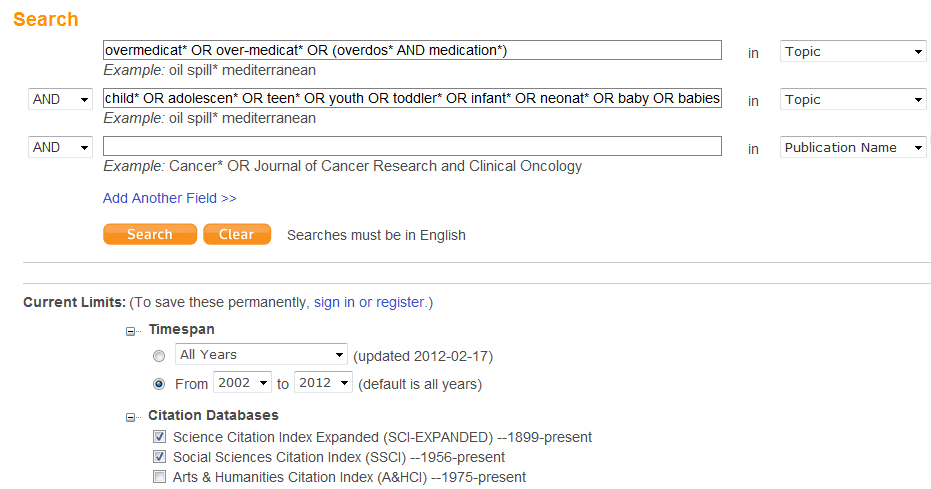 Search
overmedicat* OR over-medicat* OR (overdos* AND medication*) in Topic
Example: oil spill* mediterranean
AND child* OR adolescen* OR teen* OR youth OR toddler* OR infant* OR neonat* OR baby OR babies in Topic
Example: oil spill* mediterranean
AND in Publication Name
Example: Cancer* OR Journal of Cancer Research and Clinical Oncology
Add Another Field >>
Search Clear Searches must be in English
Current Limits: (To save these permanently, sign in or register.)
Timespan
All Years (updated 2012-02-17)
From 2002 to 2012 (default is all years)
Citation Databases
Science Citation Index Expanded (SCI-EXPANDED) --1899-present
Social Sciences Citation Index (SSCI) --1956-present
Arts & Humanities Citation Index (A&HCI) --1975-present